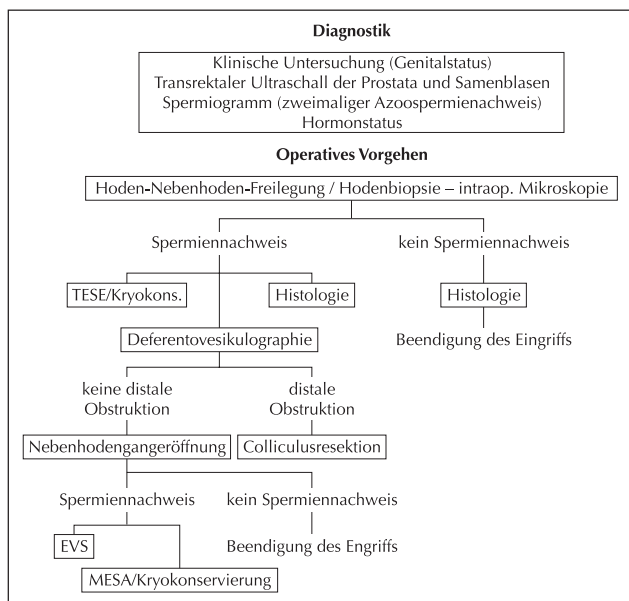 Diagnostik
Klinische Untersuchung (Genitalstatus)
Transrektaler Ultraschall der Prostata und Samenblasen
Spermiogramm (zweimaliger Azoospermienachweis)
Hormonstatus
Operatives Vorgehen
Hoden-Nebenhoden-Freilegung / Hodenbiopsie – intraop. Mikroskopie
Spermiennachweis
kein Spermiennachweis
TESE/Kryokons.
Histologie
Histologie
Deferentovesikulographie
Beendigung des Eingriffs
keine distale
Obstruktion
distale
Obstruktion
Nebenhodengangeröffnung
Colliculusresektion
Spermiennachweis
kein Spermiennachweis
EVS
Beendigung des Engriffs
MESA/Kryokonservierung